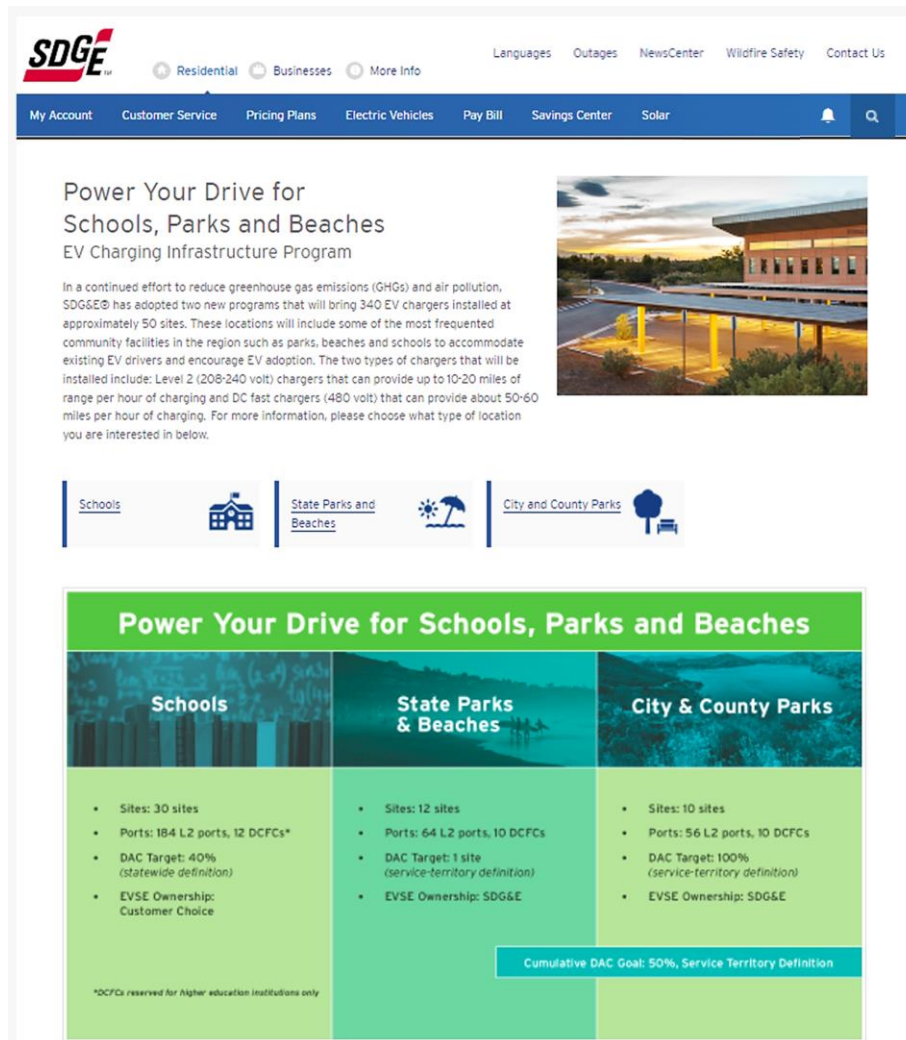 SDGE
Languages Outages NewsCenter Wildfire Safety Contact Us
Residential Businesses More Info
My Account Customer Service Pricing Plans Electric Vehicles Pay Bill Savings Center Solar
Power Your Drive for
Schools, Parks and Beaches
EV Charging Infrastructure Program
In a continued effort to reduce greenhouse gas emissions (GHGs) and air pollution,
SDG&E® has adopted two new programs that will bring 340 EV chargers installed at
approximately 50 sites. These locations will include some of the most frequented
community facilities in the region such as parks, beaches and schools to accommodate
existing EV drivers and encourage EV adoption. The two types of chargers that will be
installed include: Level 2 (208-240 volt) chargers that can provide up to 10-20 miles of
range per hour of charging and DC fast chargers (480 volt) that can provide about 50-60
miles per hour of charging. For more information, please choose what type of location
you are interested in below.
Schools
State Parks and
Beaches
City and County Parks
Power Your Drive for Schools, Parks and Beaches
Schools
• Sites: 30 sites
• Ports: 184 L2 ports, 12 DCFCs*
• DAC Target: 40%
(statewide definition)
• EVSE Ownership:
Customer Choice
*DCFCs reserved for higher education institutions only
State Parks
& Beaches
• Sites: 12 sites
• Ports: 64 L2 ports, 10 DCFCs
• DAC Target: 1 site
(service-territory definition)
• EVSE Ownership: SDG&E
City & County Parks
• Sites: 10 sites
• Ports: 56 L2 ports, 10 DCFCs
• DAC Target: 100%
(service-territory definition)
• EVSE Ownership: SDG&E
Cumulative DAC Goal: 50%, Service Territory Definition